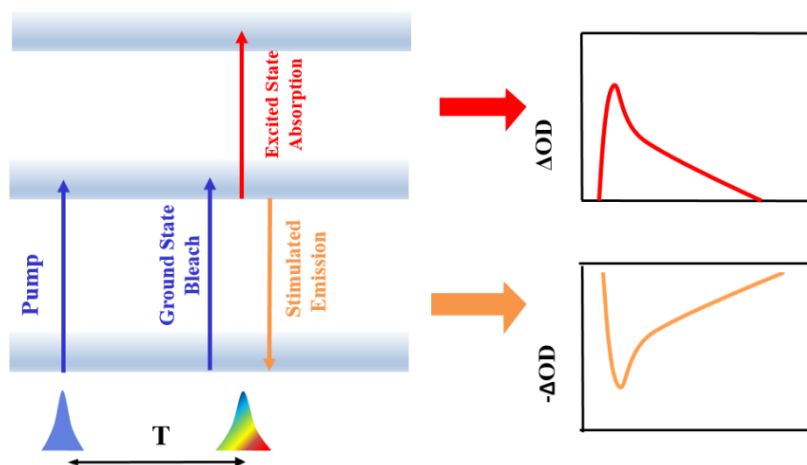 Pump
Ground State
Bleach
Excited State
Absorption
Stimulated
Emission
T
ΔOD
-ΔOD